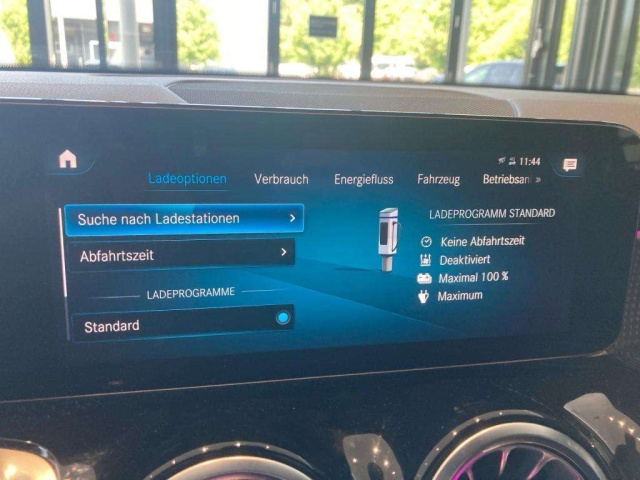 11:44
Ladeoptionen Verbrauch Energiefluss Fahrzeug Betriebsan »
Suche nach Ladestationen >
Abfahrtszeit >
LADEPROGRAMME
Standard
LADEPROGRAMM STANDARD
Keine Abfahrtszeit
Deaktiviert
Maximal 100 %
Maximum